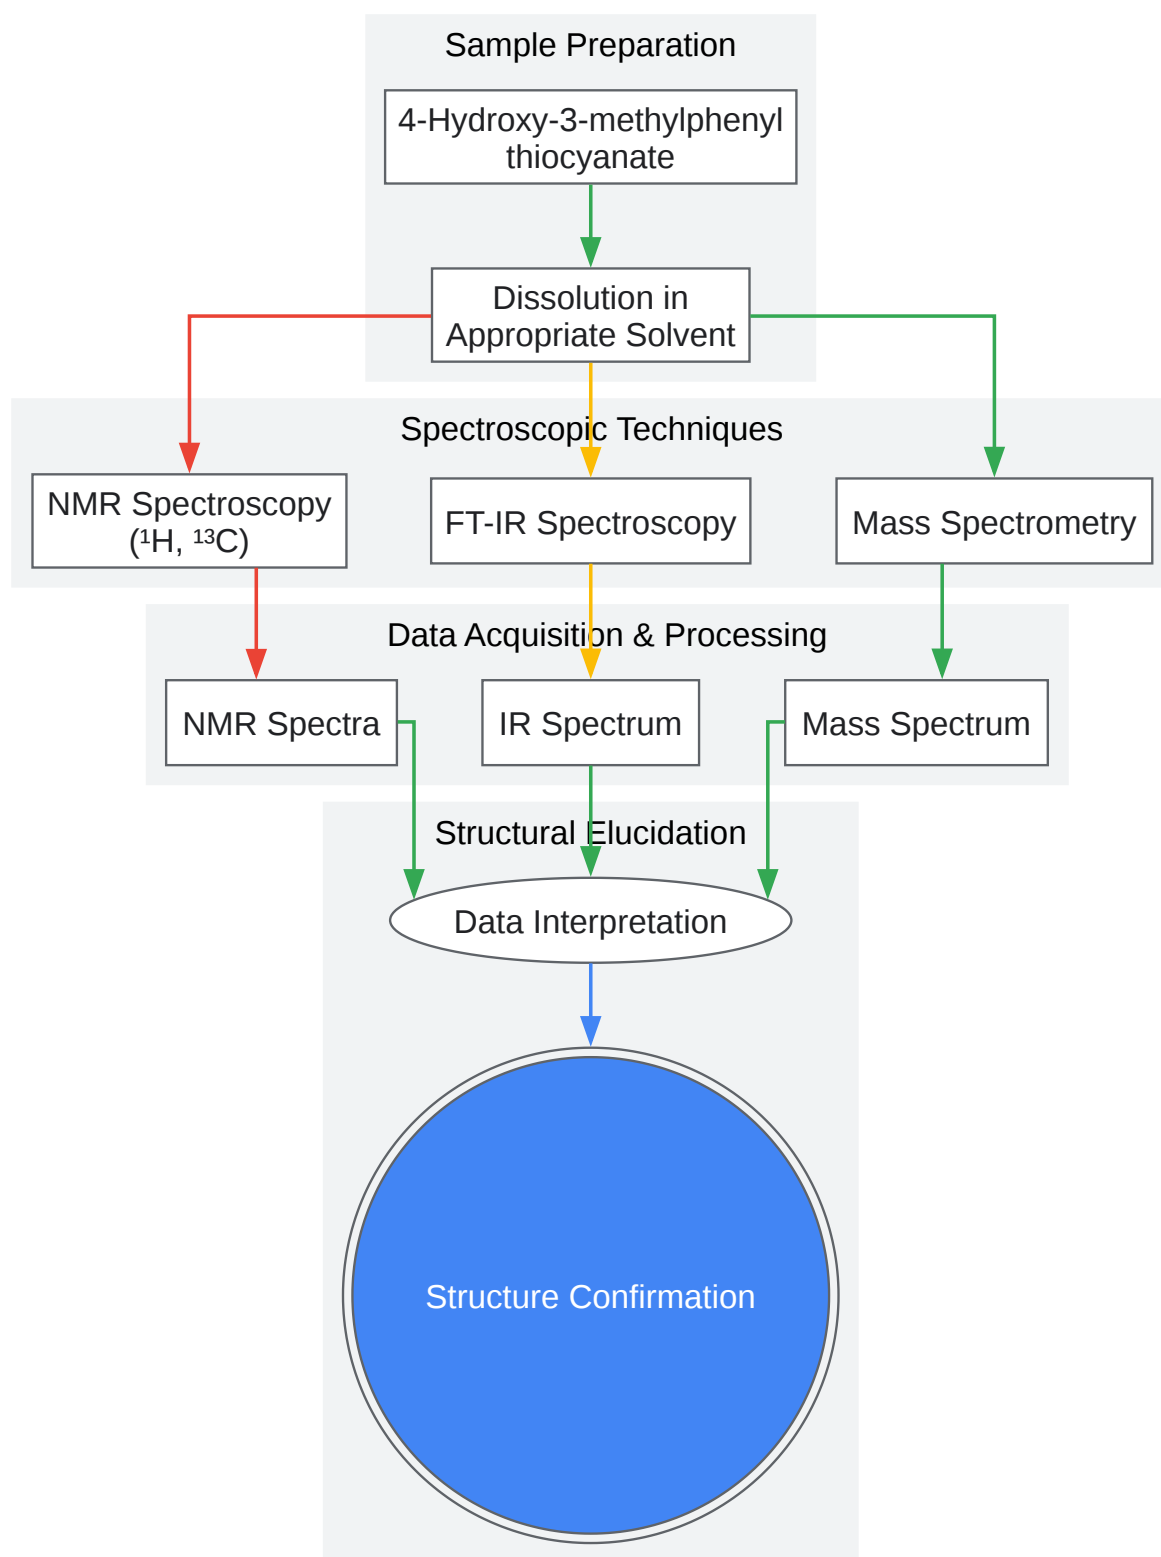 Sample Preparation
4-Hydroxy-3-methylphenyl
thiocyanate
Dissolution in
Appropriate Solvent
Spectroscopic Techniques
NMR Spectroscopy
(¹H, ¹³C)
FT-IR Spectroscopy
Mass Spectrometry
Data Acquisition & Processing
NMR Spectra
IR Spectrum
Mass Spectrum
Structural Elucidation
Data Interpretation
Structure Confirmation